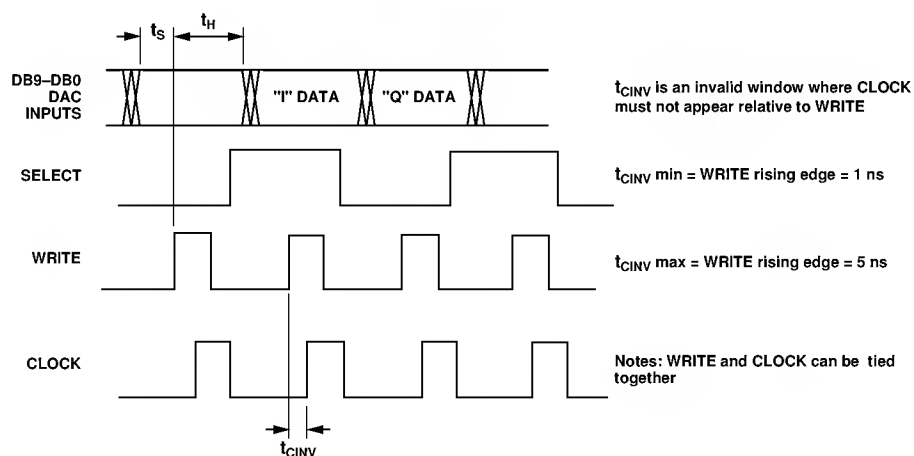 tS
tH
DB9–DB0
DAC
INPUTS
"I" DATA
"Q" DATA
tCINV is an invalid window where CLOCK
must not appear relative to WRITE
SELECT
tCINV min = WRITE rising edge = 1 ns
WRITE
tCINV max = WRITE rising edge = 5 ns
CLOCK
Notes: WRITE and CLOCK can be tied
together
tCINV